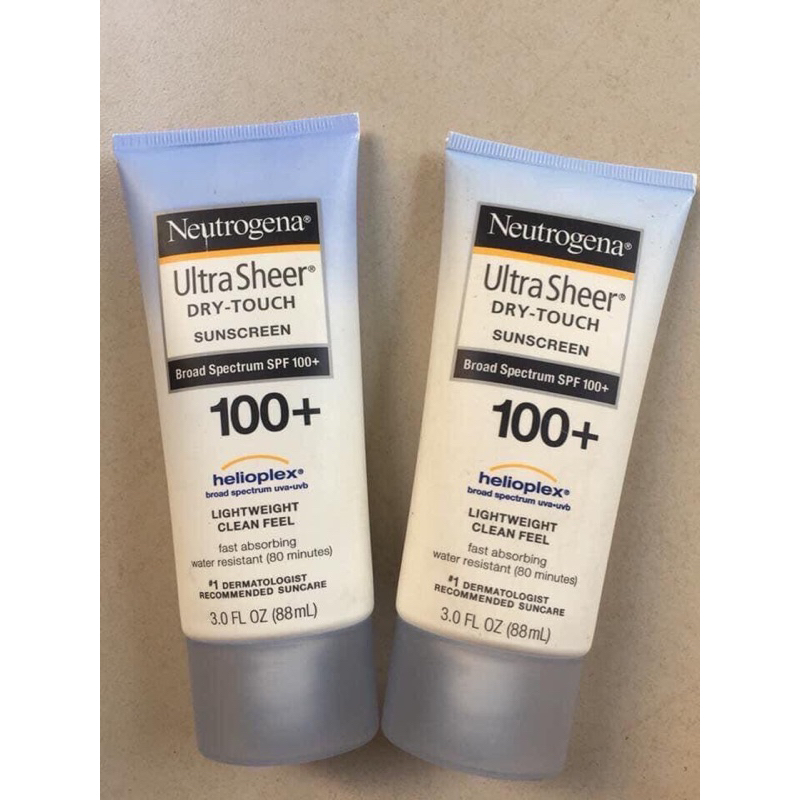 Neutrogena®
Ultra Sheer®
DRY-TOUCH
SUNSCREEN
Broad Spectrum SPF 100+
100+
helioplex®
broad spectrum uva•uvb
LIGHTWEIGHT
CLEAN FEEL
fast absorbing
water resistant (80 minutes)
#1 DERMATOLOGIST
RECOMMENDED SUNCARE
3.0 FL OZ (88mL)
Neutrogena®
Ultra Sheer®
DRY-TOUCH
SUNSCREEN
Broad Spectrum SPF 100+
100+
helioplex®
broad spectrum uva•uvb
LIGHTWEIGHT
CLEAN FEEL
fast absorbing
water resistant (80 minutes)
#1 DERMATOLOGIST
RECOMMENDED SUNCARE
3.0 FL OZ (88mL)